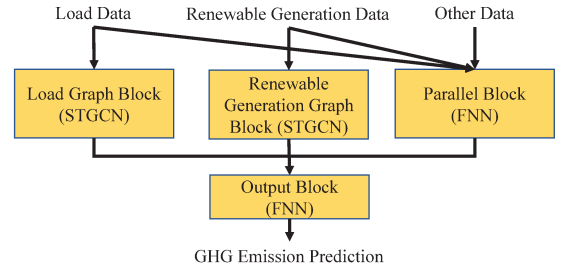 Load Data
Renewable Generation Data
Other Data
Load Graph Block
(STGCN)
Renewable
Generation Graph
Block (STGCN)
Parallel Block
(FNN)
Output Block
(FNN)
GHG Emission Prediction